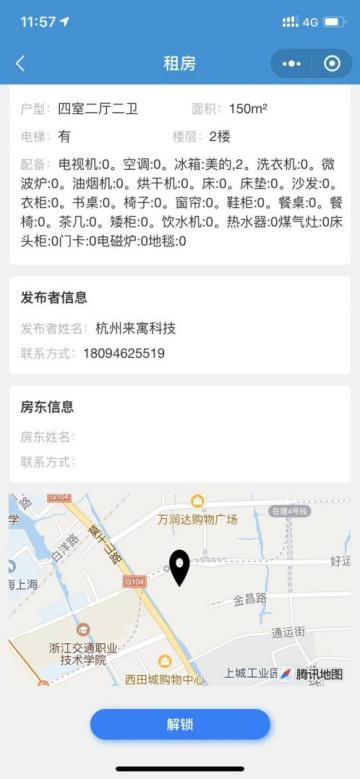 11:57
4G
租房
户型: 四室二厅二卫 面积: 150m²
电梯: 有 楼层: 2楼
配备: 电视机:0。空调:0。冰箱:美的,2。洗衣机:0。微
波炉:0。油烟机:0。烘干机:0。床:0。床垫:0。沙发:0。
衣柜:0。书桌:0。椅子:0。窗帘:0。鞋柜:0。餐桌:0。餐
椅:0。茶几:0。矮柜:0。饮水机:0。热水器:0煤气灶:0床
头柜:0门卡:0电磁炉:0地毯:0
发布者信息
发布者姓名: 杭州来寓科技
联系方式: 18094625519
房东信息
房东姓名:
联系方式:
G104
万润达购物广场
在建4号线
学
白洋路
莫干山路
好运
海上海
G104
金昌路
浙江交通职业
技术学院
通运街
西田城购物中心
上城工业园
腾讯地图
解锁